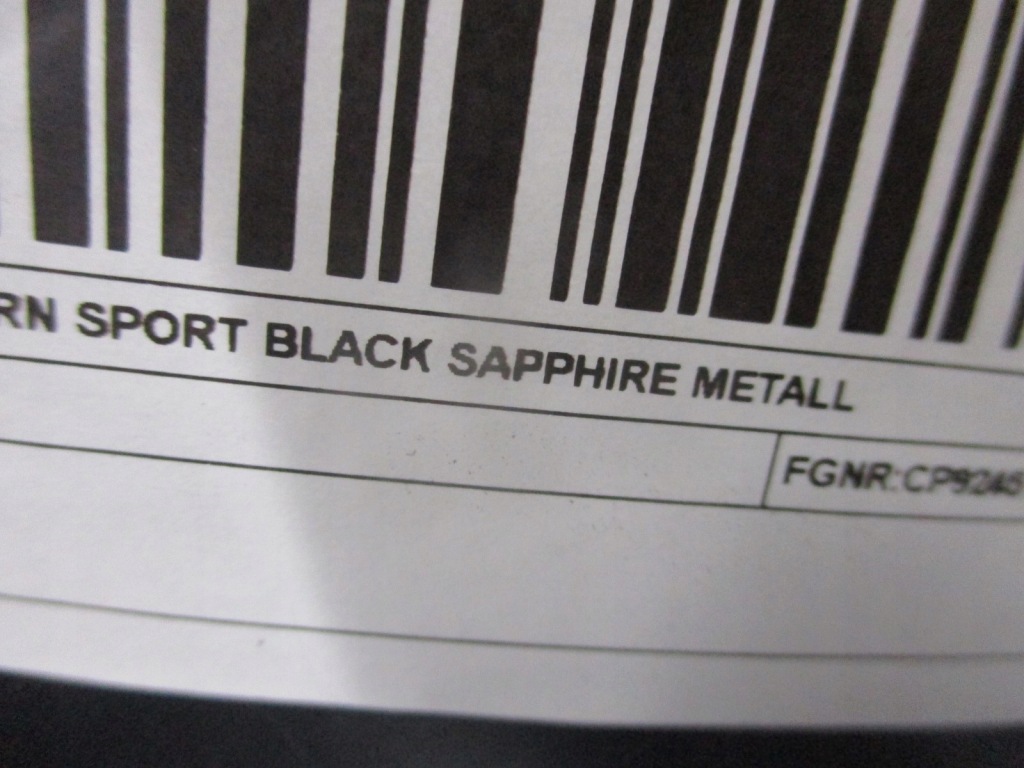 RN SPORT BLACK SAPPHIRE METALL
FGNR:CP9245